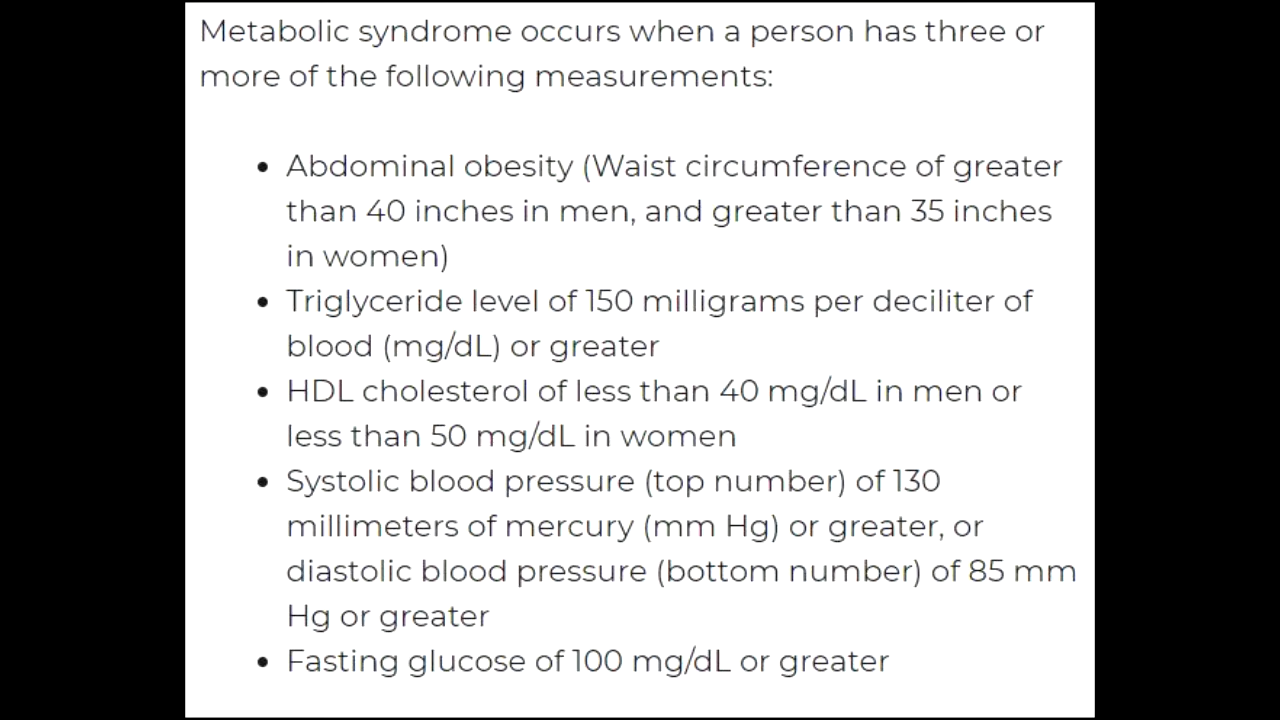 Metabolic syndrome occurs when a person has three or
more of the following measurements:
• Abdominal obesity (Waist circumference of greater
than 40 inches in men, and greater than 35 inches
in women)
• Triglyceride level of 150 milligrams per deciliter of
blood (mg/dL) or greater
• HDL cholesterol of less than 40 mg/dL in men or
less than 50 mg/dL in women
• Systolic blood pressure (top number) of 130
millimeters of mercury (mm Hg) or greater, or
diastolic blood pressure (bottom number) of 85 mm
Hg or greater
• Fasting glucose of 100 mg/dL or greater